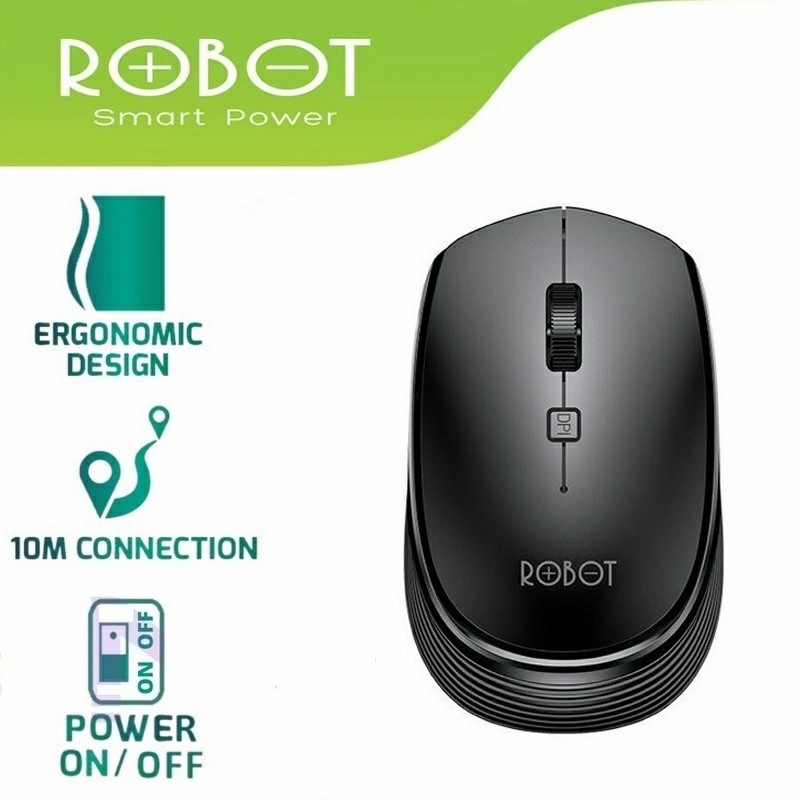 ROBOT
Smart Power
ERGONOMIC
DESIGN
10M CONNECTION
ON OFF
POWER
ON/OFF
DPI
ROBOT